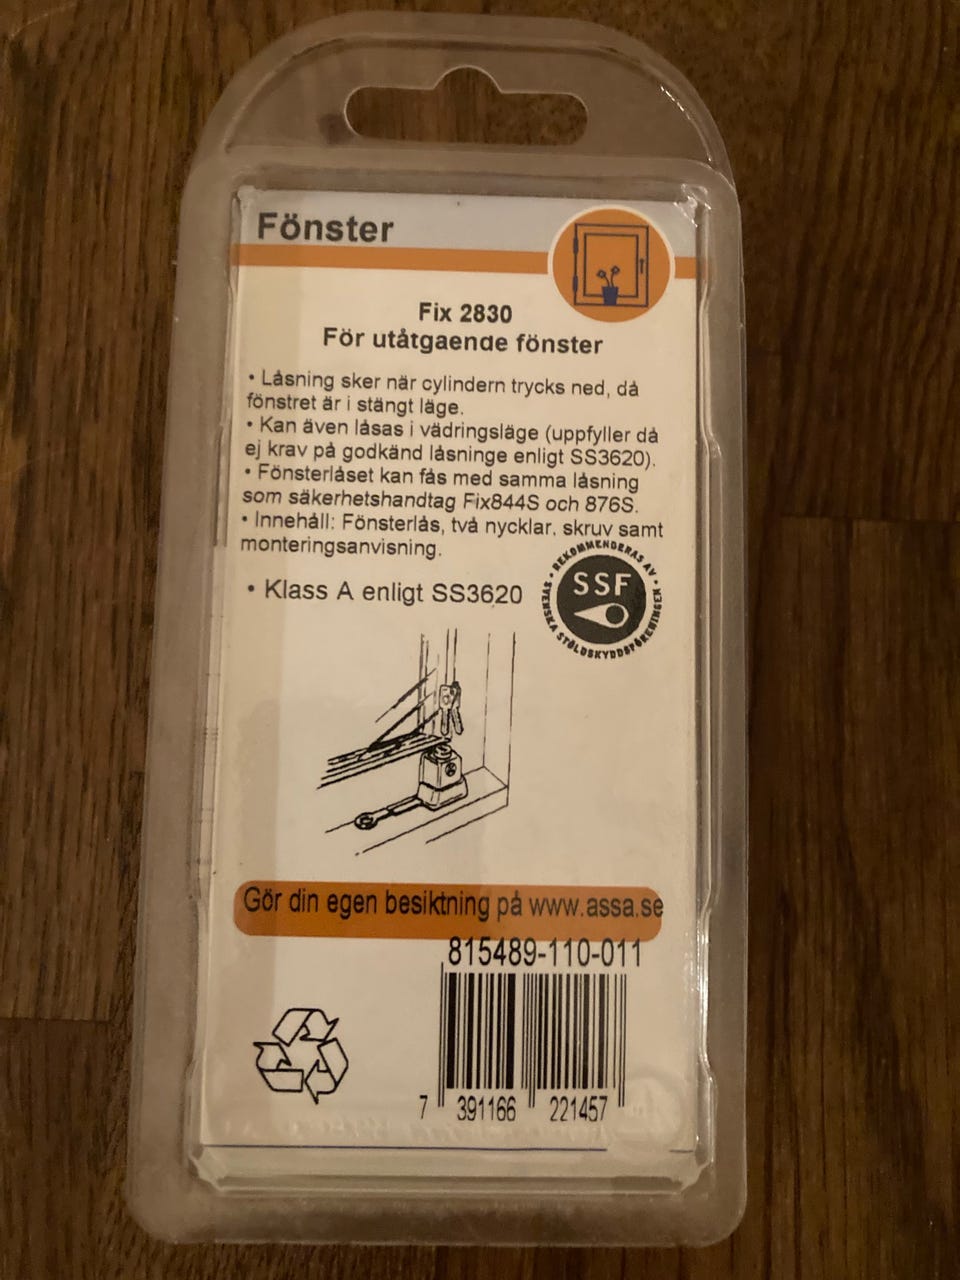 Fönster
Fix 2830
För utåtgaende fönster
• Låsning sker när cylindern trycks ned, då
fönstret är i stängt läge.
• Kan även låsas i vädringsläge (uppfyller då
ej krav på godkänd låsninge enligt SS3620).
• Fönsterlåset kan fås med samma låsning
som säkerhetshandtag Fix844S och 876S.
• Innehåll: Fönsterlås, två nycklar, skruv samt
monteringsanvisning.
• REKOMMENDERAS AV •
SVENSKA STÖLDSKYDDSFÖRENINGEN
SSF
• Klass A enligt SS3620
Gör din egen besiktning på www.assa.se
815489-110-011
7 391166 221457